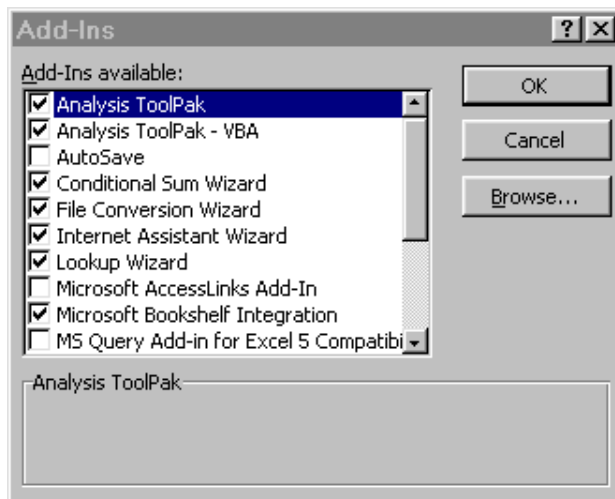 Add-Ins
Add-Ins available:
Analysis ToolPak
Analysis ToolPak - VBA
AutoSave
Conditional Sum Wizard
File Conversion Wizard
Internet Assistant Wizard
Lookup Wizard
Microsoft AccessLinks Add-In
Microsoft Bookshelf Integration
MS Query Add-in for Excel 5 Compatibi
OK
Cancel
Browse...
Analysis ToolPak